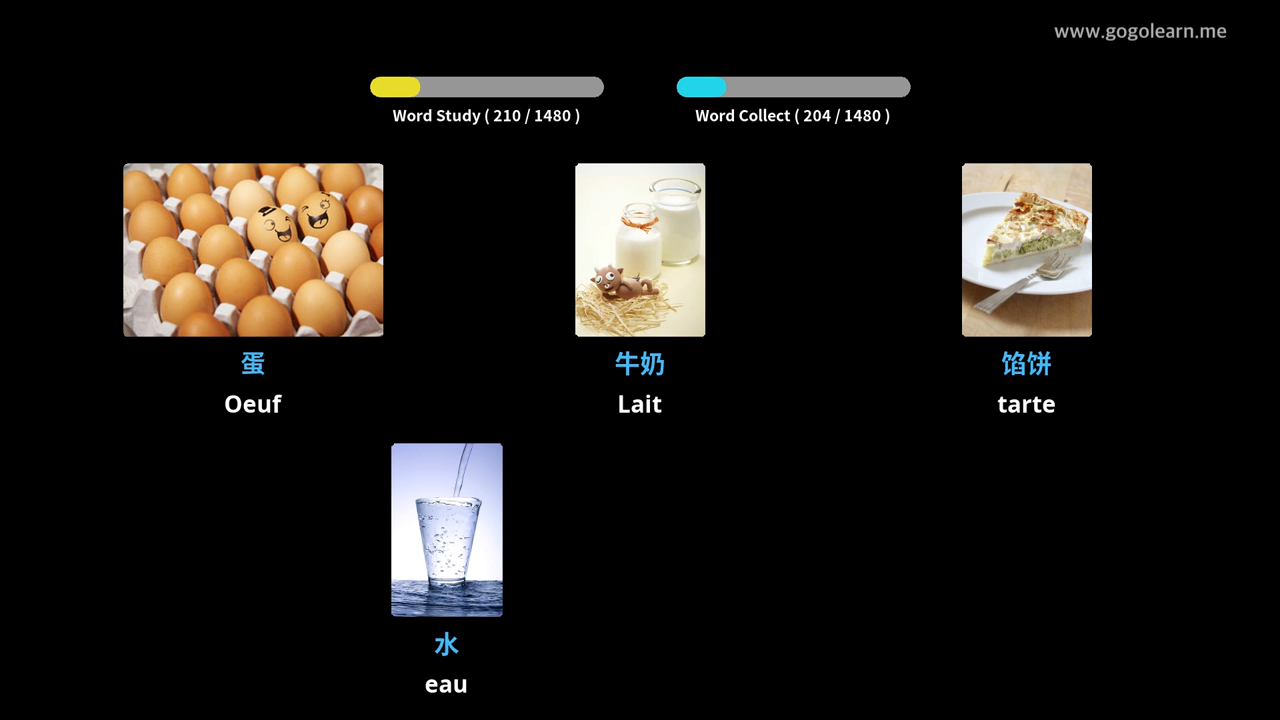 www.gogolearn.me
Word Study ( 210 / 1480 )
Word Collect ( 204 / 1480 )
蛋
Oeuf
牛奶
Lait
馅饼
tarte
水
eau